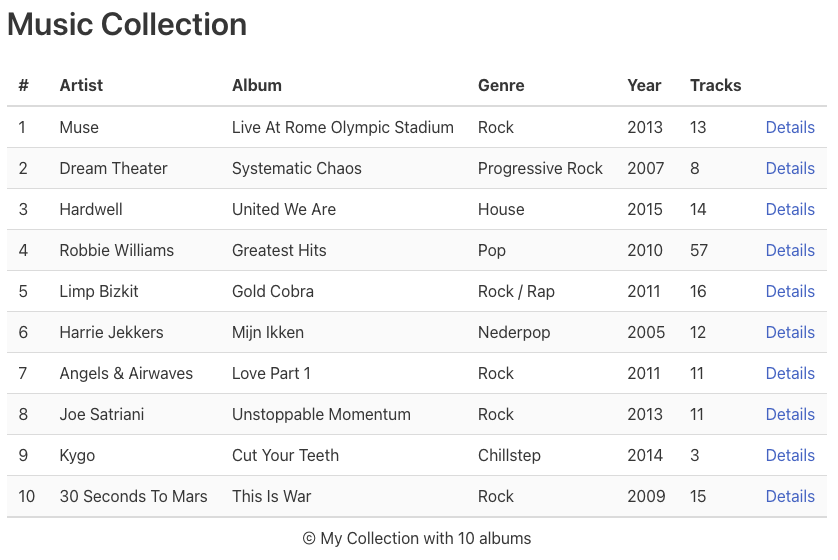 Music Collection
# Artist Album Genre Year Tracks
1 Muse Live At Rome Olympic Stadium Rock 2013 13 Details
2 Dream Theater Systematic Chaos Progressive Rock 2007 8 Details
3 Hardwell United We Are House 2015 14 Details
4 Robbie Williams Greatest Hits Pop 2010 57 Details
5 Limp Bizkit Gold Cobra Rock / Rap 2011 16 Details
6 Harrie Jekkers Mijn Ikken Nederpop 2005 12 Details
7 Angels & Airwaves Love Part 1 Rock 2011 11 Details
8 Joe Satriani Unstoppable Momentum Rock 2013 11 Details
9 Kygo Cut Your Teeth Chillstep 2014 3 Details
10 30 Seconds To Mars This Is War Rock 2009 15 Details
© My Collection with 10 albums